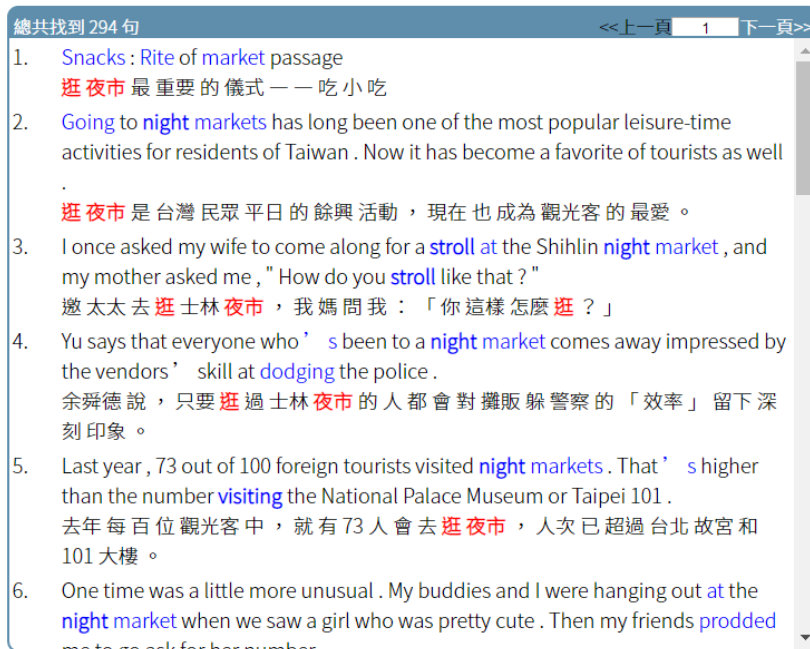 總共找到 294 句 <<上一頁 1 下一頁>>
1. Snacks : Rite of market passage
逛 夜市 最 重要 的 儀式 — — 吃 小 吃
2. Going to night markets has long been one of the most popular leisure-time
activities for residents of Taiwan . Now it has become a favorite of tourists as well
.
逛 夜市 是 台灣 民眾 平日 的 餘興 活動 ， 現在 也 成為 觀光客 的 最愛 。
3. I once asked my wife to come along for a stroll at the Shihlin night market , and
my mother asked me , " How do you stroll like that ? "
邀 太太 去 逛 士林 夜市 ， 我 媽 問 我 ： 「 你 這樣 怎麼 逛 ？ 」
4. Yu says that everyone who ’ s been to a night market comes away impressed by
the vendors ’ skill at dodging the police .
余舜德 說 ， 只要 逛 過 士林 夜市 的 人 都 會 對 攤販 躲 警察 的 「 效率 」 留下 深
刻 印象 。
5. Last year , 73 out of 100 foreign tourists visited night markets . That ’ s higher
than the number visiting the National Palace Museum or Taipei 101 .
去年 每 百 位 觀光客 中 ， 就 有 73 人 會 去 逛 夜市 ， 人次 已 超過 台北 故宮 和
101 大樓 。
6. One time was a little more unusual . My buddies and I were hanging out at the
night market when we saw a girl who was pretty cute . Then my friends prodded
me to go ask for her number